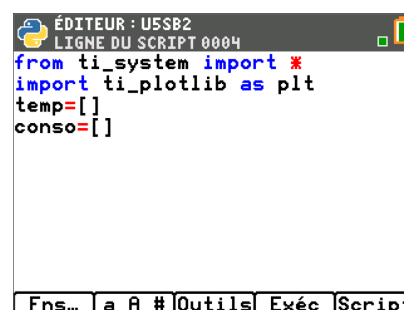 ÉDITEUR : U5SB2
LIGNE DU SCRIPT 0004
from ti_system import *
import ti_plotlib as plt
temp=[]
conso=[]
Fns… a A # Outils Exéc Script